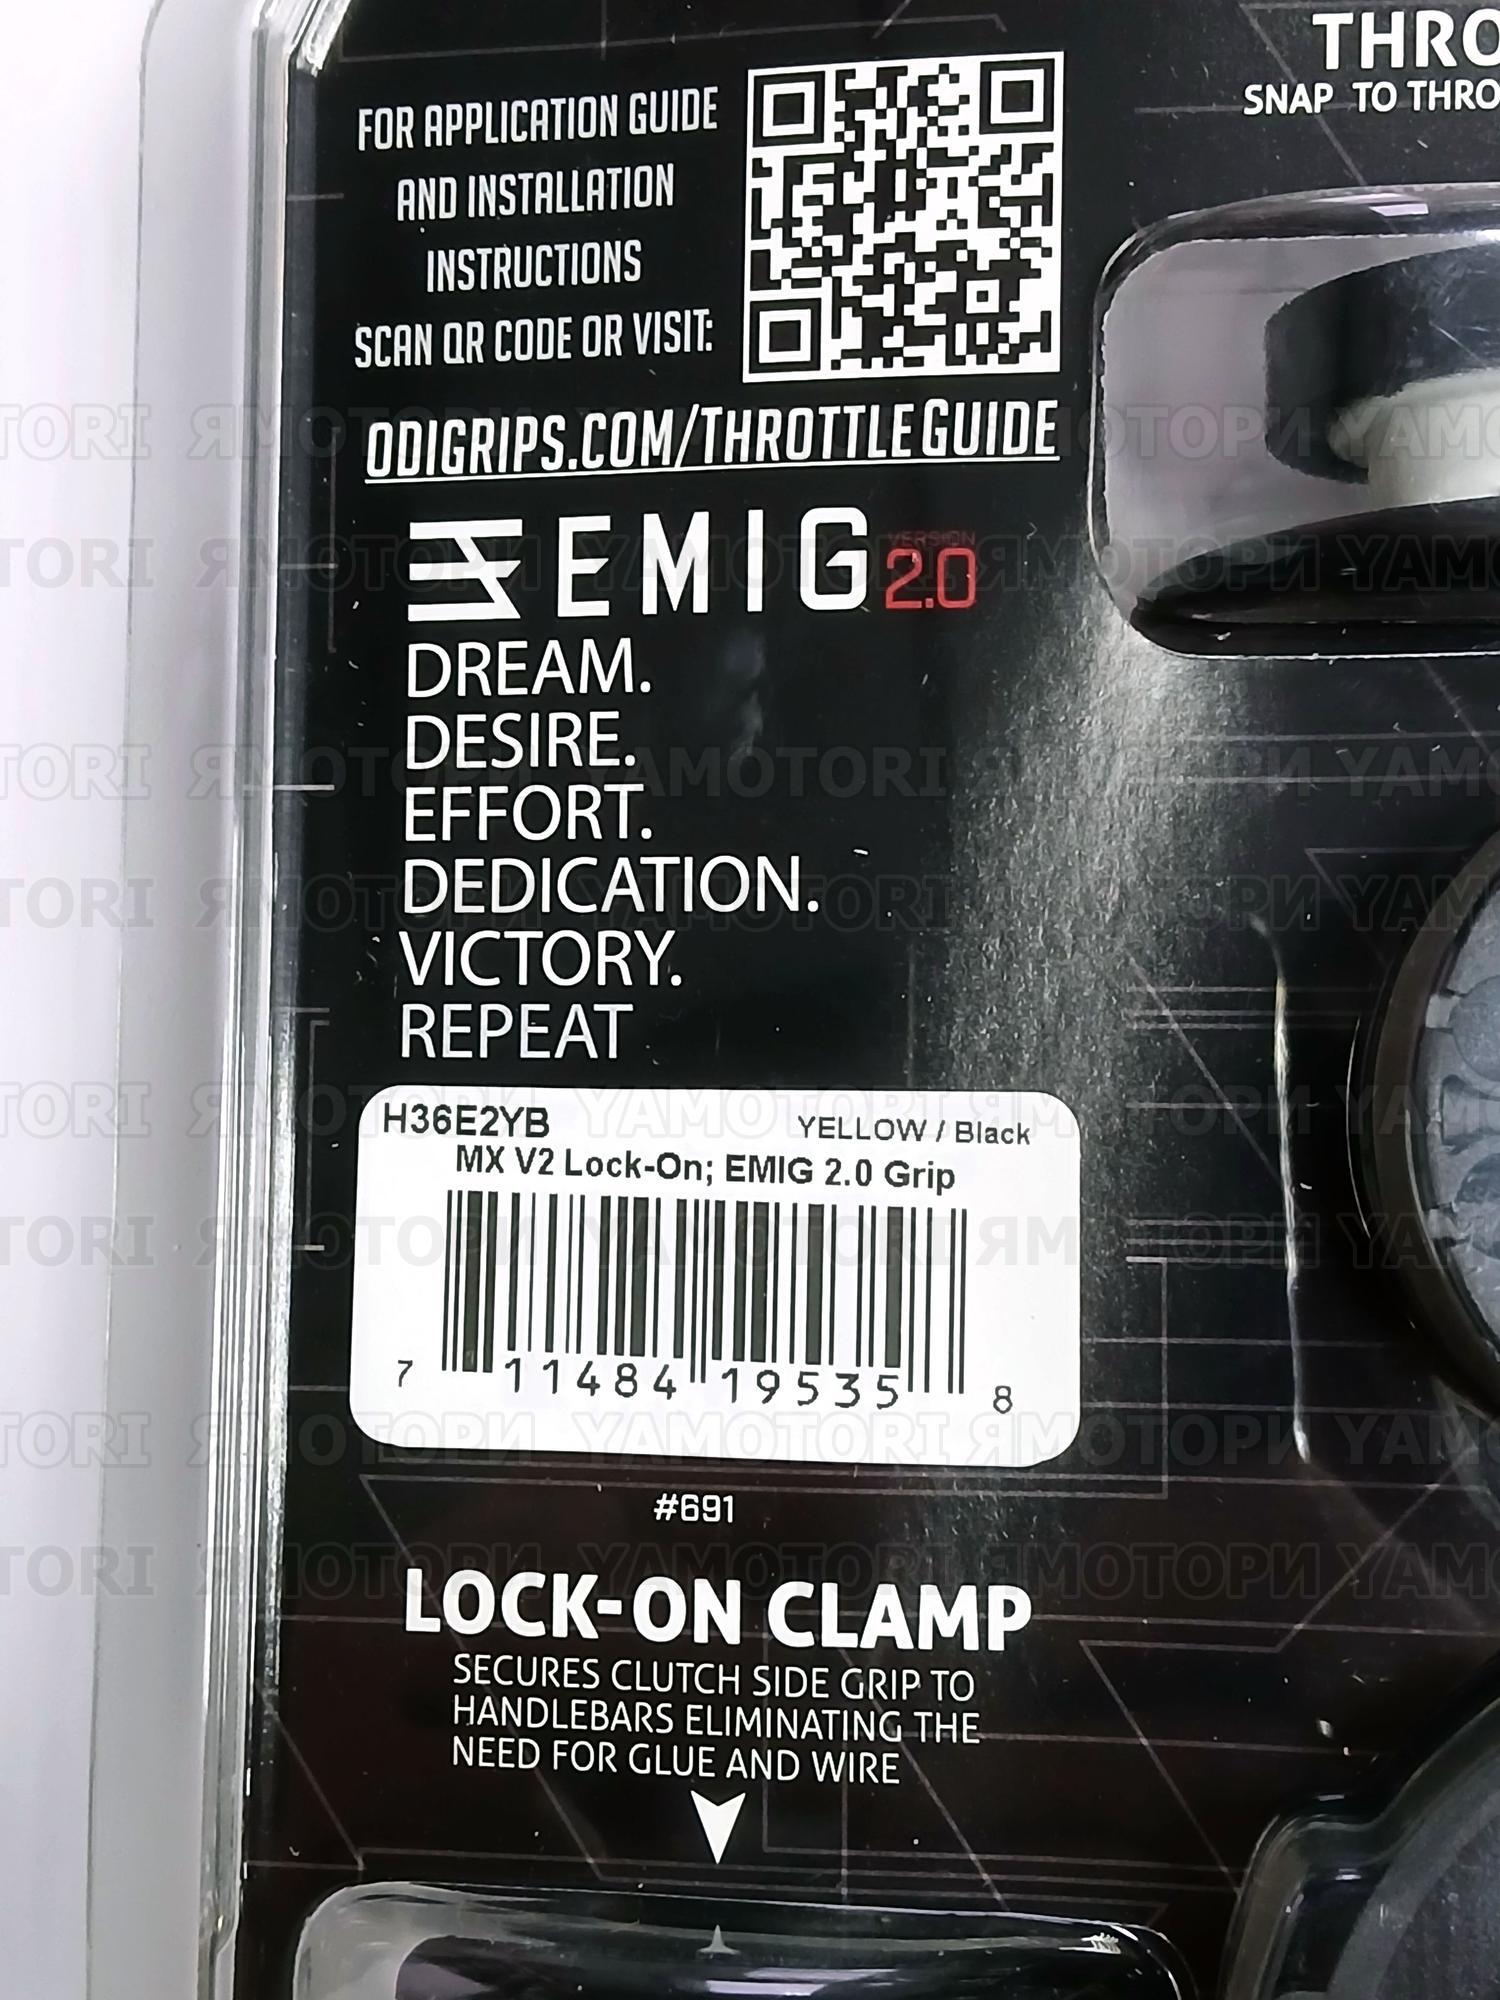 THRO
SNAP TO THRO
FOR APPLICATION GUIDE
AND INSTALLATION
INSTRUCTIONS
SCAN QR CODE OR VISIT:
ODIGRIPS.COM/THROTTLEGUIDE
EMIG VERSION 2.0
DREAM.
DESIRE.
EFFORT.
DEDICATION.
VICTORY.
REPEAT
H36E2YB YELLOW / Black
MX V2 Lock-On; EMIG 2.0 Grip
7 11484 19535 8
#691
LOCK-ON CLAMP
SECURES CLUTCH SIDE GRIP TO
HANDLEBARS ELIMINATING THE
NEED FOR GLUE AND WIRE
ЯМОТОРИ YAMOTORI